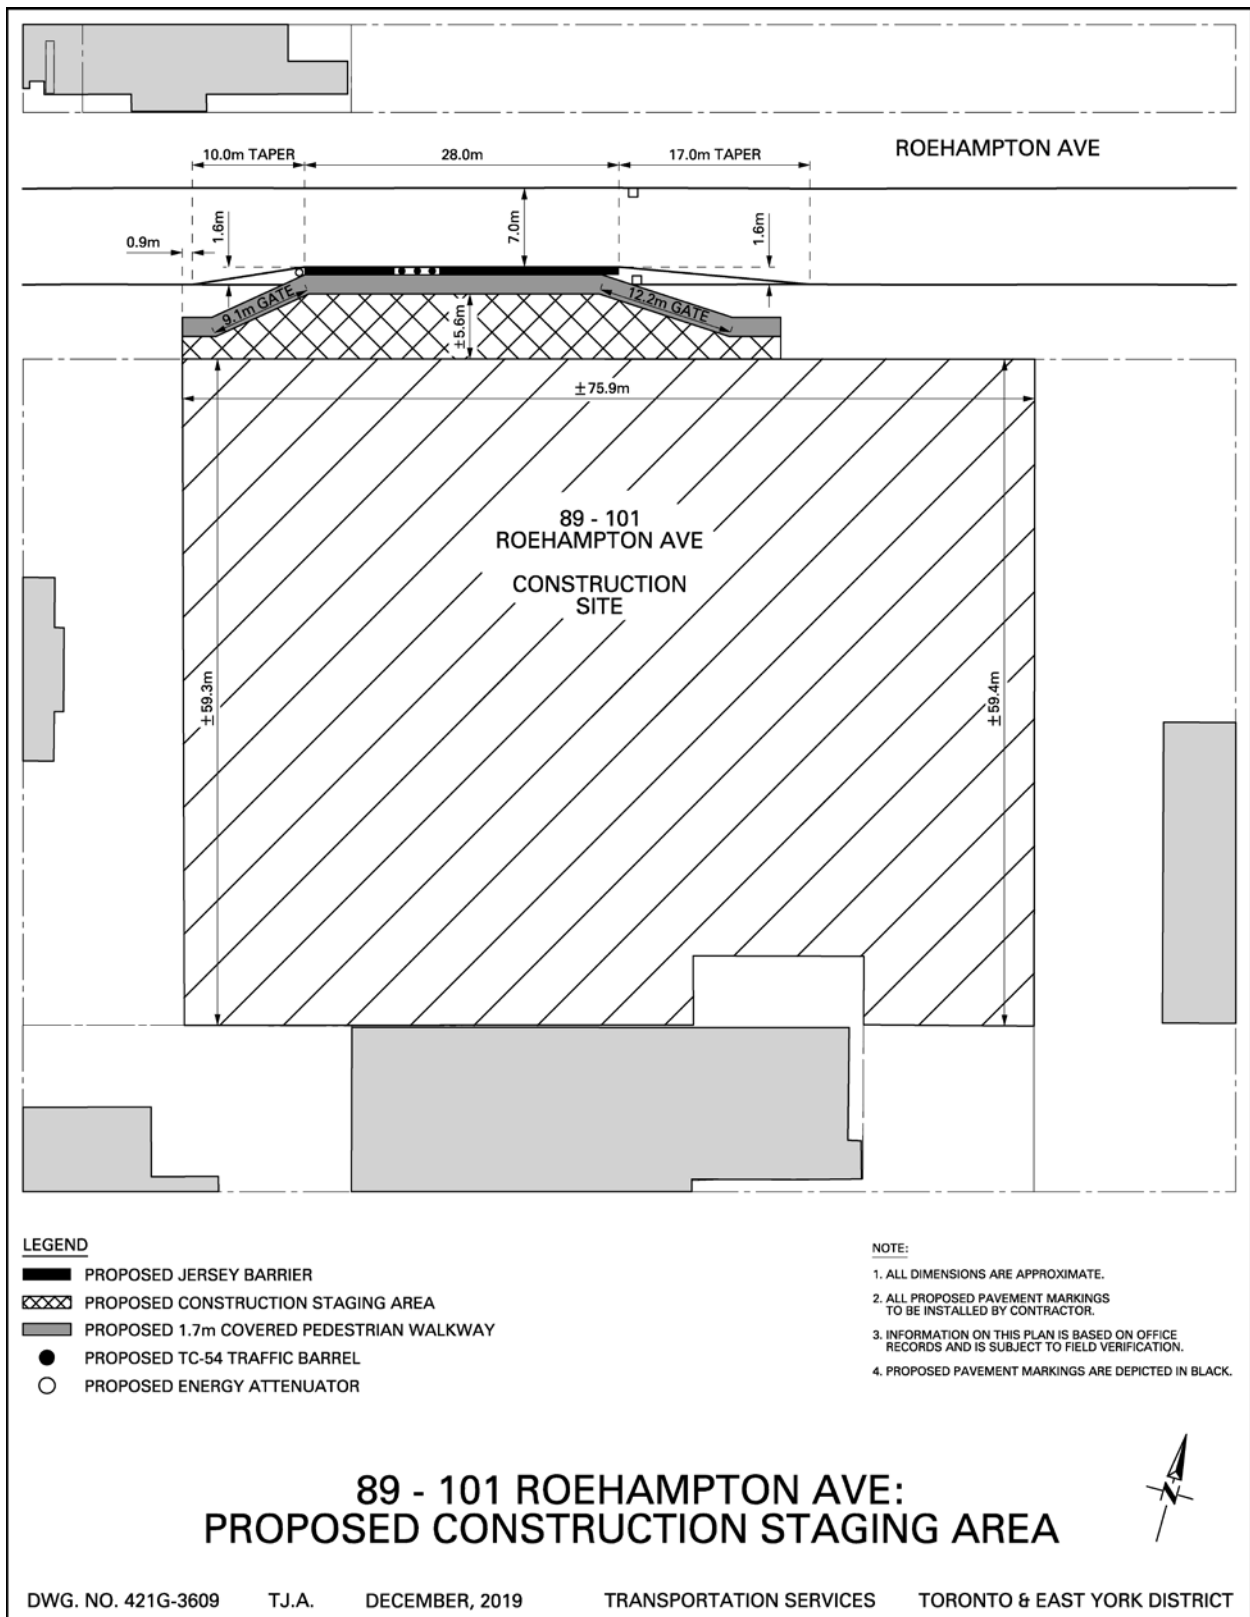 ROEHAMPTON AVE
10.0m TAPER
28.0m
17.0m TAPER
0.9m
1.6m
7.0m
1.6m
9.1m GATE
12.2m GATE
±5.6m
±75.9m
89 - 101
ROEHAMPTON AVE
CONSTRUCTION
SITE
±59.3m
±59.4m
LEGEND
PROPOSED JERSEY BARRIER
PROPOSED CONSTRUCTION STAGING AREA
PROPOSED 1.7m COVERED PEDESTRIAN WALKWAY
PROPOSED TC-54 TRAFFIC BARREL
PROPOSED ENERGY ATTENUATOR
NOTE:
1. ALL DIMENSIONS ARE APPROXIMATE.
2. ALL PROPOSED PAVEMENT MARKINGS
TO BE INSTALLED BY CONTRACTOR.
3. INFORMATION ON THIS PLAN IS BASED ON OFFICE
RECORDS AND IS SUBJECT TO FIELD VERIFICATION.
4. PROPOSED PAVEMENT MARKINGS ARE DEPICTED IN BLACK.
N
89 - 101 ROEHAMPTON AVE:
PROPOSED CONSTRUCTION STAGING AREA
DWG. NO. 421G-3609 T.J.A. DECEMBER, 2019 TRANSPORTATION SERVICES TORONTO & EAST YORK DISTRICT